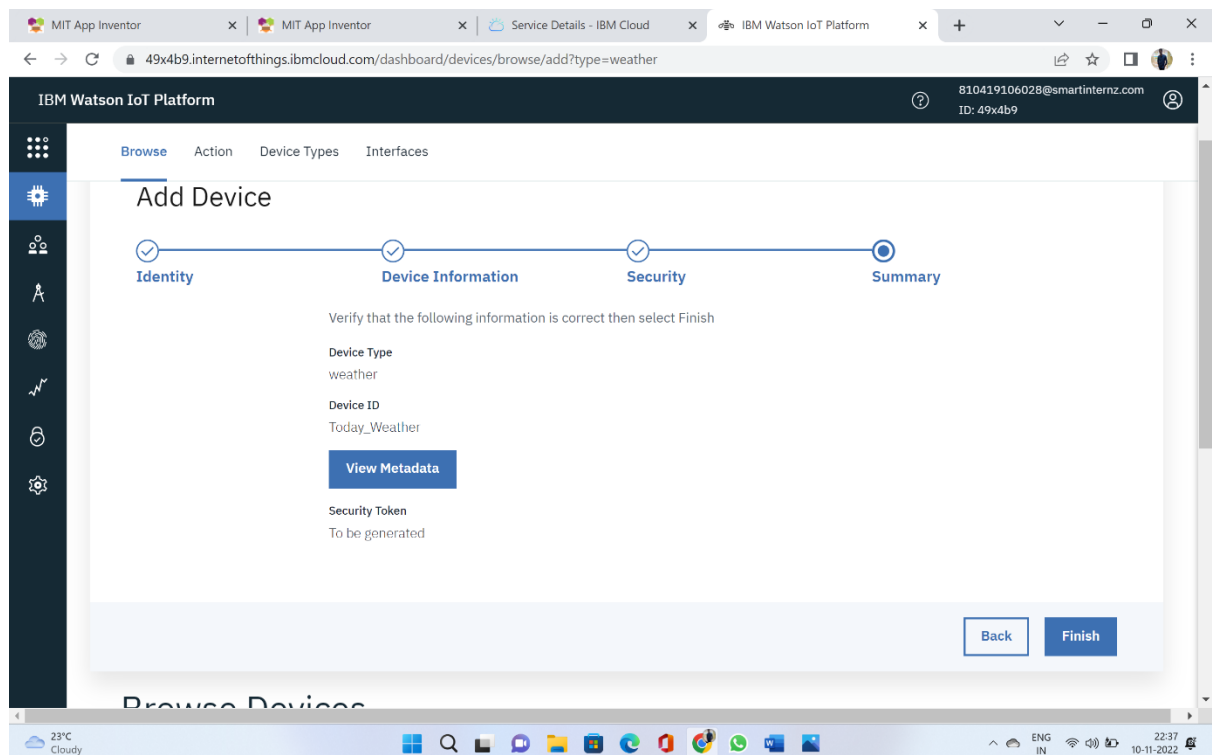 MIT App Inventor
MIT App Inventor
Service Details - IBM Cloud
IBM Watson IoT Platform
49x4b9.internetofthings.ibmcloud.com/dashboard/devices/browse/add?type=weather
IBM Watson IoT Platform
810419106028@smartinternz.com
ID: 49x4b9
Browse Action Device Types Interfaces
Add Device
Identity Device Information Security Summary
Verify that the following information is correct then select Finish
Device Type
weather
Device ID
Today_Weather
View Metadata
Security Token
To be generated
Back Finish
Browse Devices
23°C
Cloudy
ENG
IN
22:37
10-11-2022